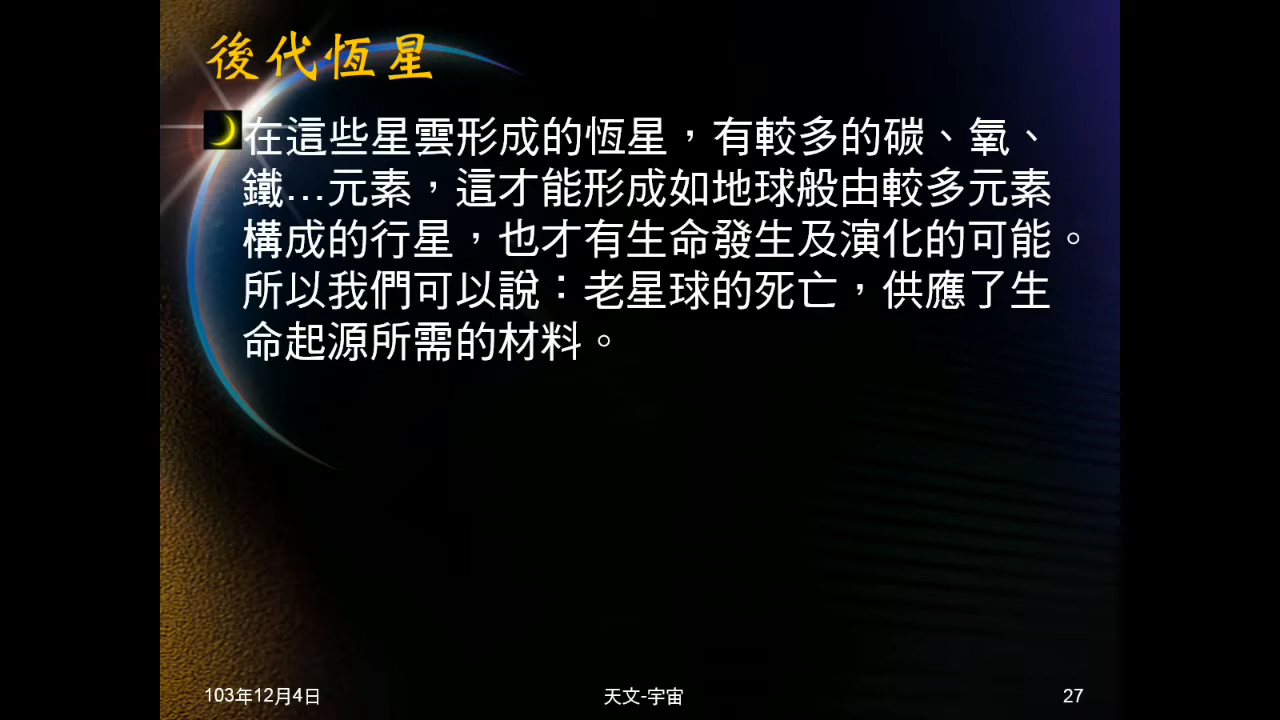 後代恆星
在這些星雲形成的恆星，有較多的碳、氧、
鐵…元素，這才能形成如地球般由較多元素
構成的行星，也才有生命發生及演化的可能。
所以我們可以說：老星球的死亡，供應了生
命起源所需的材料。
103年12月4日
天文-宇宙
27